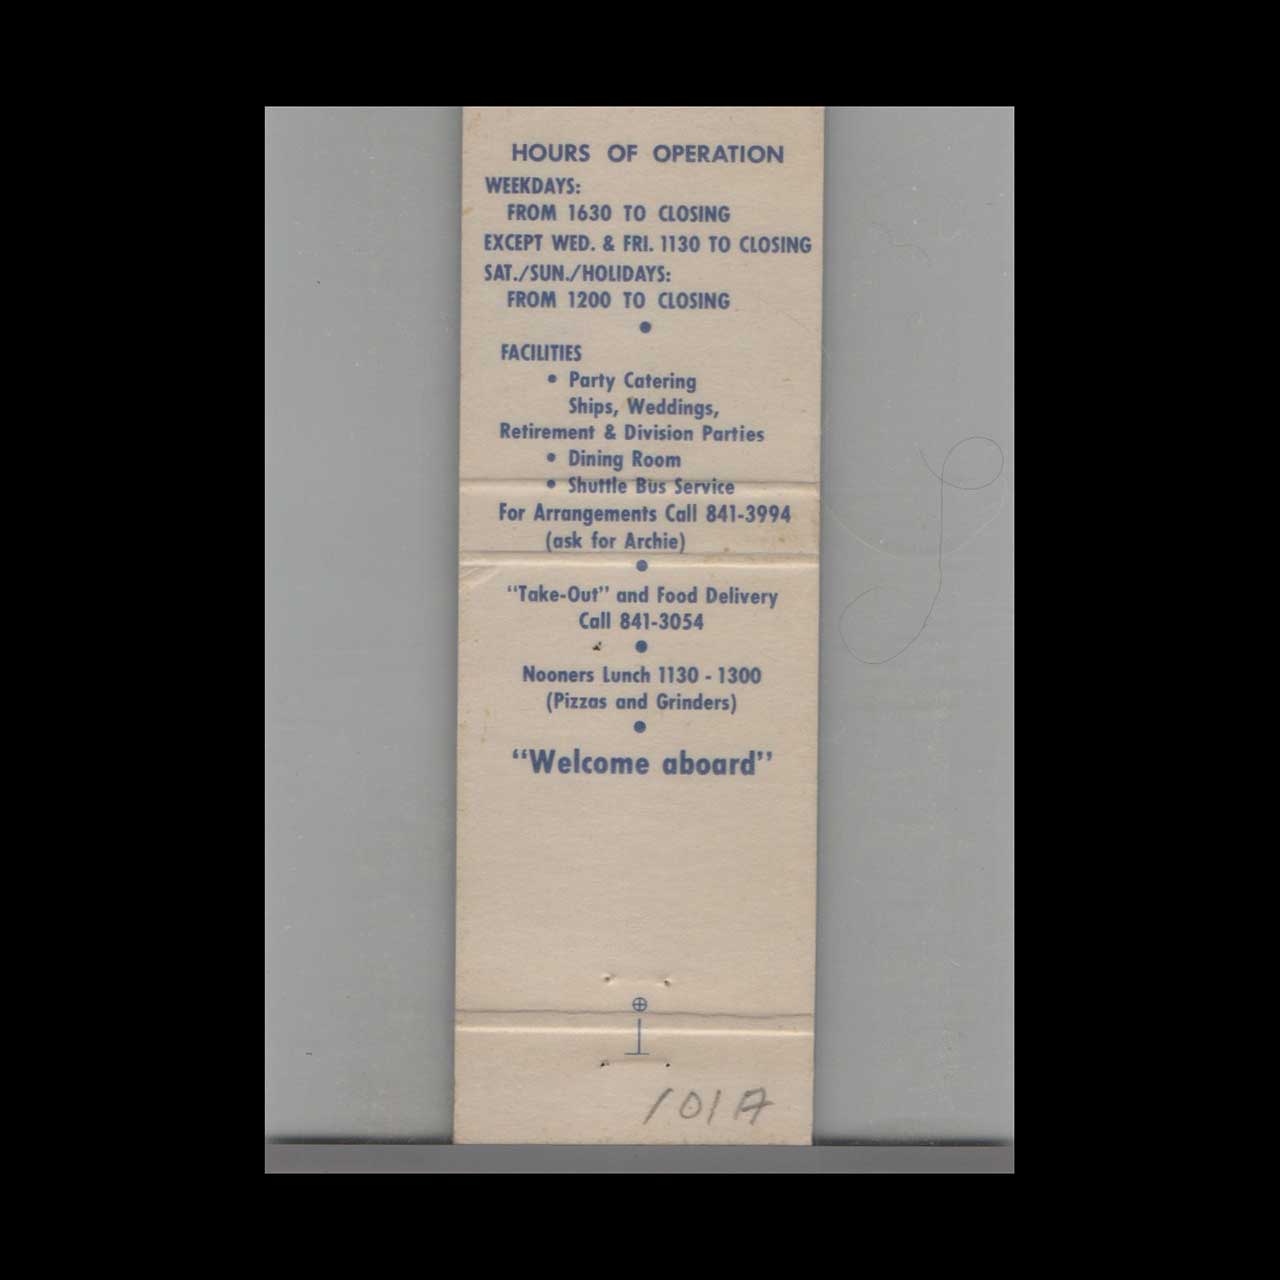 HOURS OF OPERATION
WEEKDAYS:
FROM 1630 TO CLOSING
EXCEPT WED. & FRI. 1130 TO CLOSING
SAT./SUN./HOLIDAYS:
FROM 1200 TO CLOSING
•
FACILITIES
• Party Catering
Ships, Weddings,
Retirement & Division Parties
• Dining Room
• Shuttle Bus Service
For Arrangements Call 841-3994
(ask for Archie)
•
“Take-Out” and Food Delivery
Call 841-3054
•
Nooners Lunch 1130 - 1300
(Pizzas and Grinders)
•
“Welcome aboard”
101A